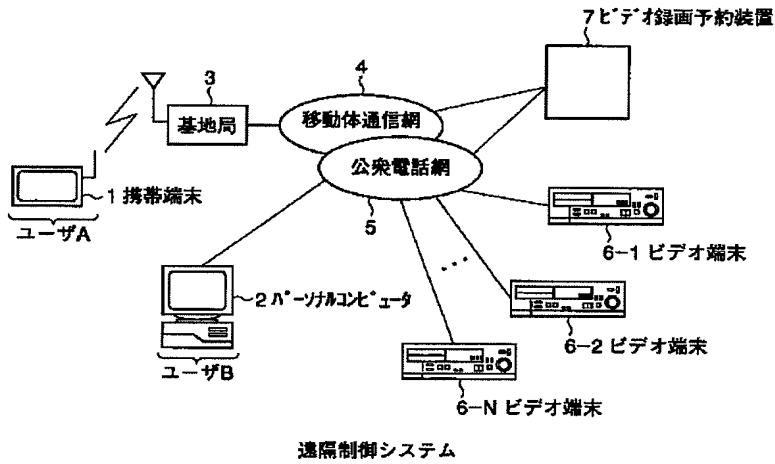 7 ビデオ録画予約装置
4
3
移動体通信網
基地局
公衆電話網
1 携帯端末
ユーザA
5
6-1 ビデオ端末
2 パーソナルコンピュータ
6-2 ビデオ端末
ユーザB
6-N ビデオ端末
遠隔制御システム